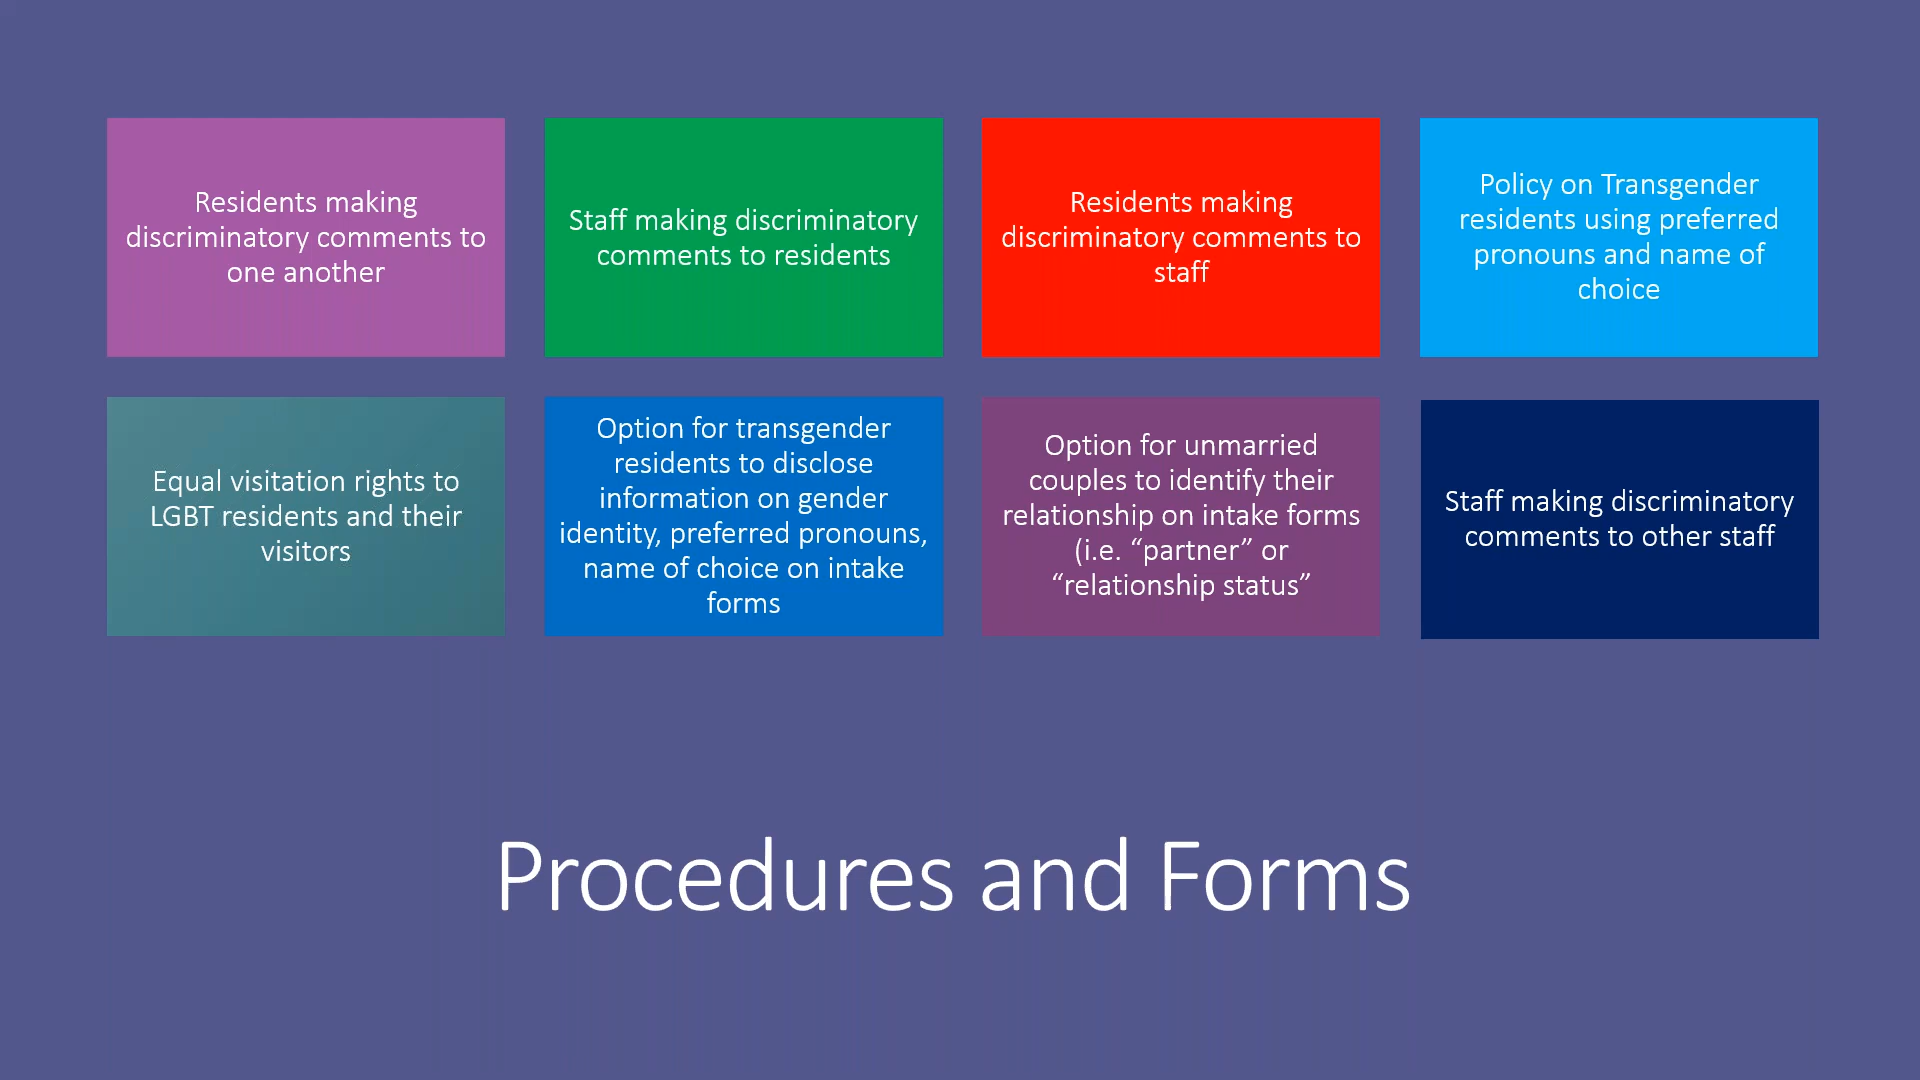 Residents making
discriminatory comments to
one another
Staff making discriminatory
comments to residents
Residents making
discriminatory comments to
staff
Policy on Transgender
residents using preferred
pronouns and name of
choice
Equal visitation rights to
LGBT residents and their
visitors
Option for transgender
residents to disclose
information on gender
identity, preferred pronouns,
name of choice on intake
forms
Option for unmarried
couples to identify their
relationship on intake forms
(i.e. “partner” or
“relationship status”
Staff making discriminatory
comments to other staff
Procedures and Forms